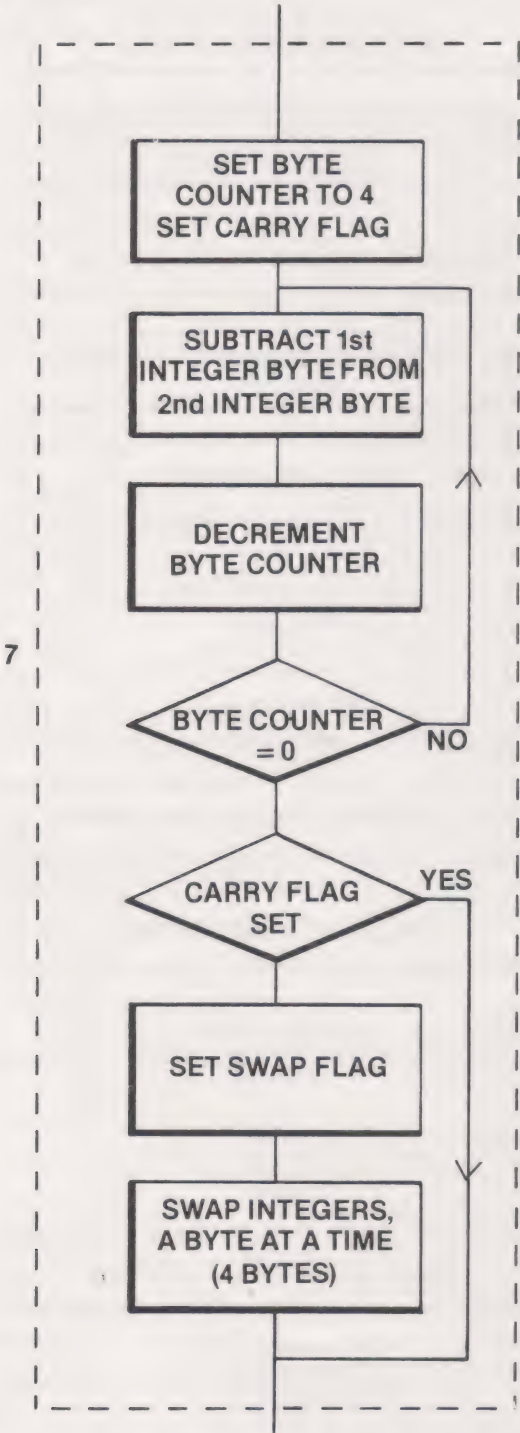 SET BYTE
COUNTER TO 4
SET CARRY FLAG
SUBTRACT 1st
INTEGER BYTE FROM
2nd INTEGER BYTE
DECREMENT
BYTE COUNTER
7
BYTE COUNTER
= 0
NO
CARRY FLAG
SET
YES
SET SWAP FLAG
SWAP INTEGERS,
A BYTE AT A TIME
(4 BYTES)